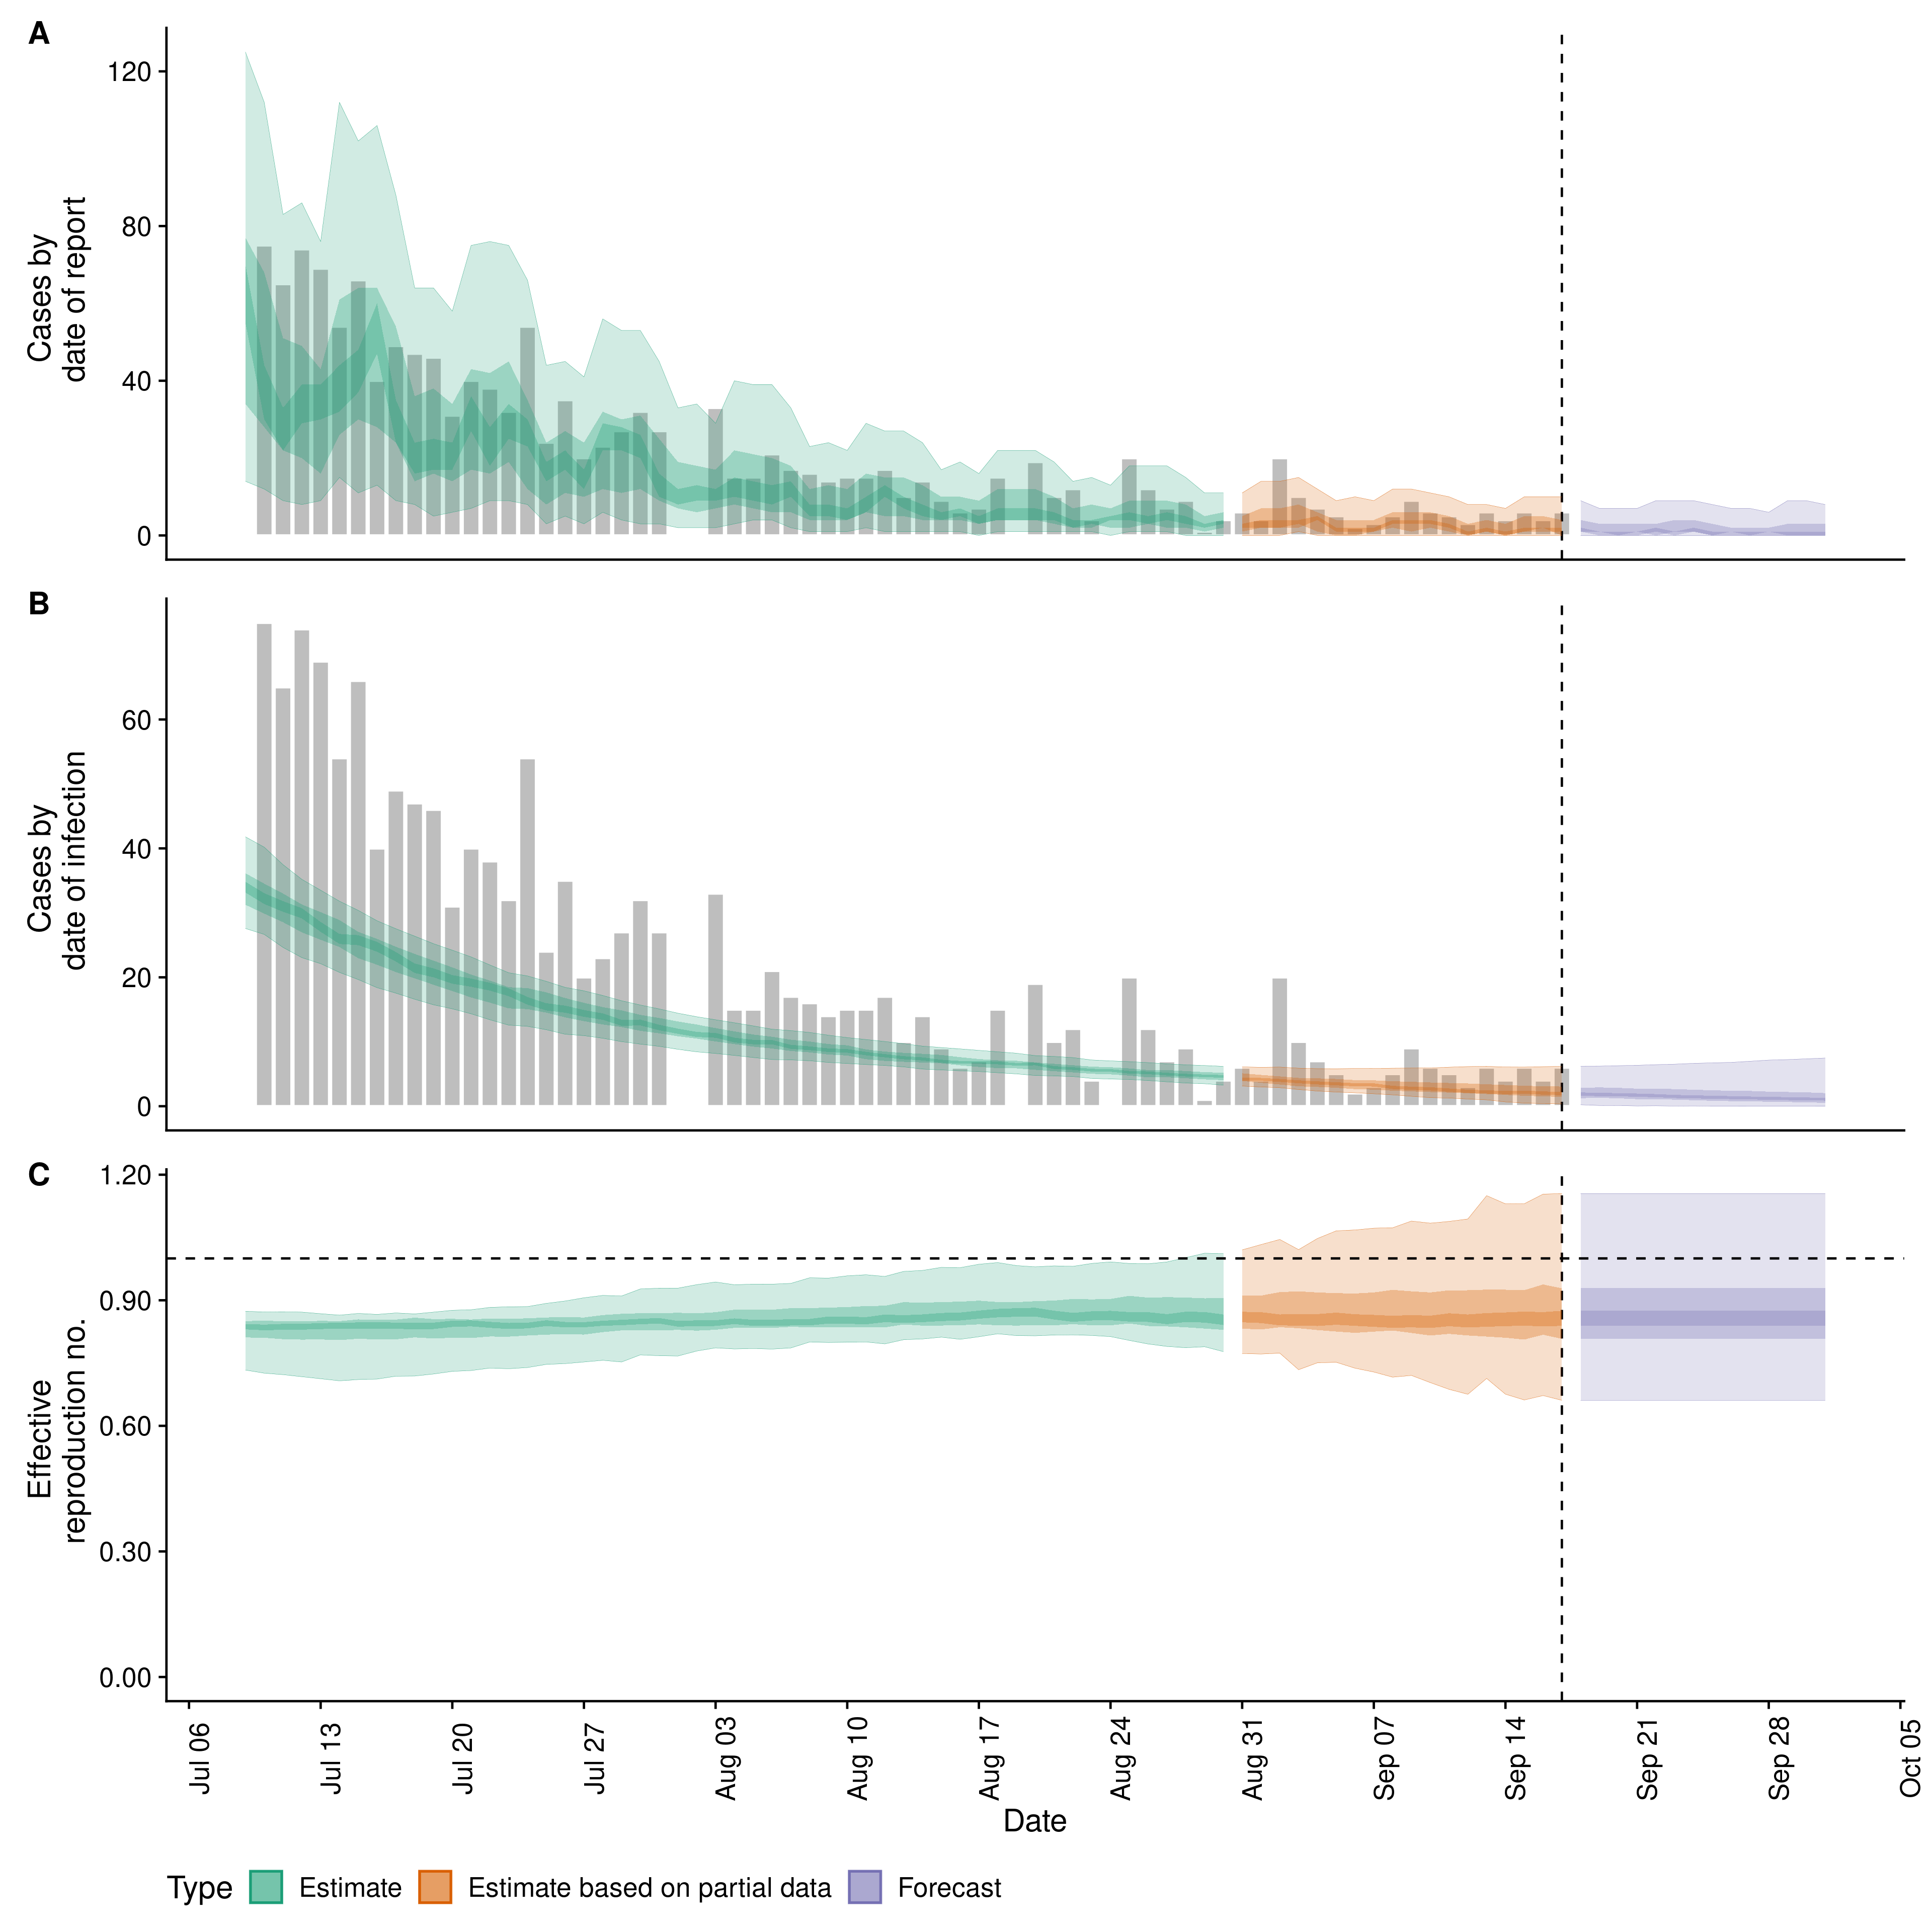 A
Cases by
date of report
120
80
40
0
B
Cases by
date of infection
60
40
20
0
C
Effective
reproduction no.
1.20
0.90
0.60
0.30
0.00
Jul 06
Jul 13
Jul 20
Jul 27
Aug 03
Aug 10
Aug 17
Aug 24
Aug 31
Sep 07
Sep 14
Sep 21
Sep 28
Oct 05
Date
Type Estimate Estimate based on partial data Forecast